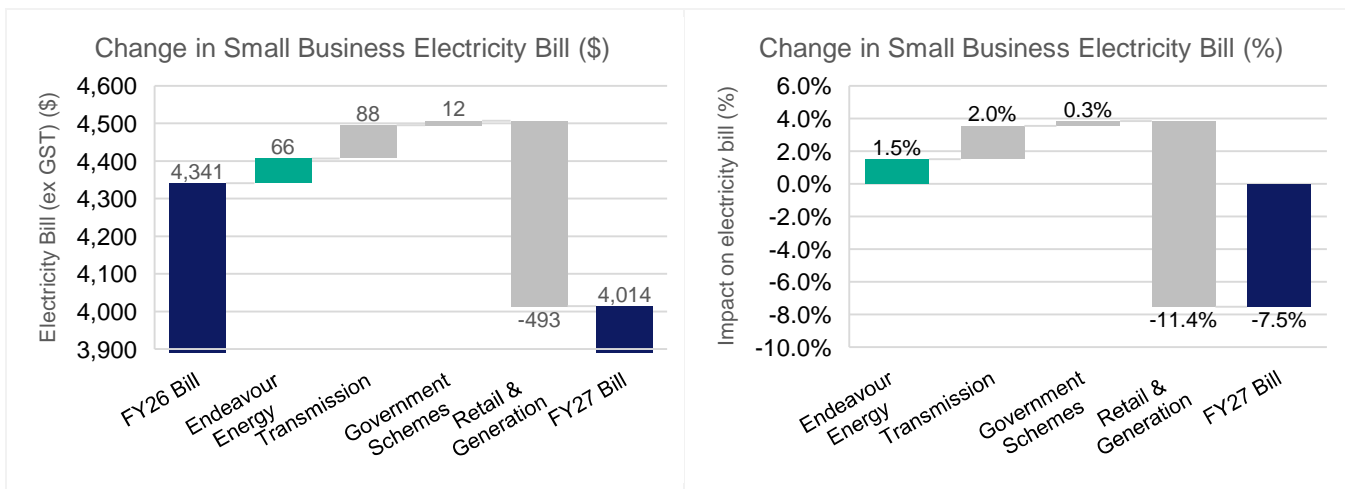 Change in Small Business Electricity Bill ($)
Electricity Bill (ex GST) ($)
4,600
4,500
4,400
4,300
4,200
4,100
4,000
3,900
4,341
66
88
12
-493
4,014
FY26 Bill
Endeavour
Energy
Transmission
Government
Schemes
Retail &
Generation
FY27 Bill
Change in Small Business Electricity Bill (%)
Impact on electricity bill (%)
6.0%
4.0%
2.0%
0.0%
-2.0%
-4.0%
-6.0%
-8.0%
-10.0%
1.5%
2.0%
0.3%
-11.4%
-7.5%
Endeavour
Energy
Transmission
Government
Schemes
Retail &
Generation
FY27 Bill